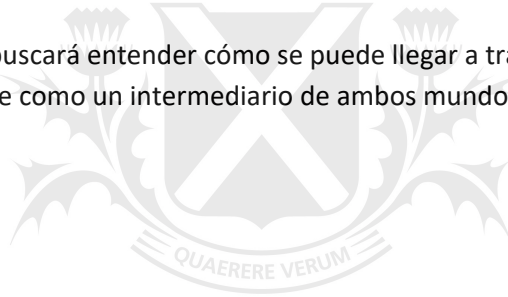 buscará entender cómo se puede llegar a tra
e como un intermediario de ambos mundo
QUAERERE VERUM